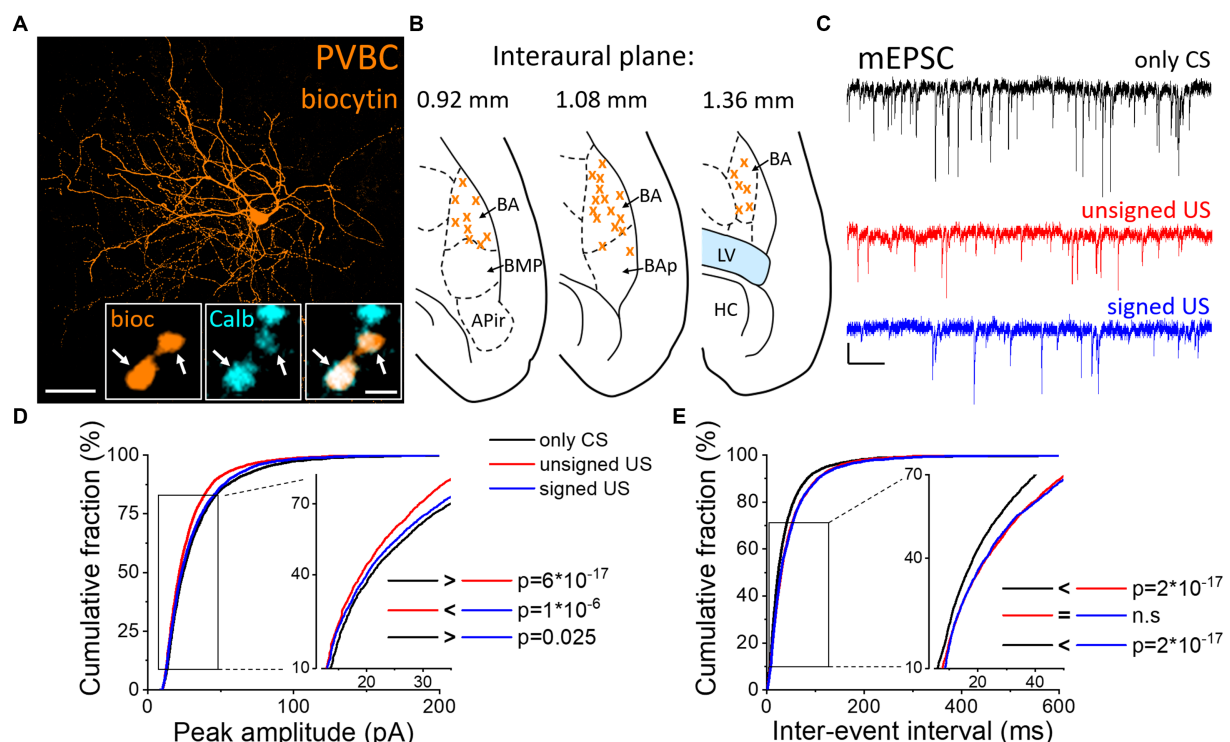 A
PVBC
biocytin
bioc
Calb
B
Interaural plane:
0.92 mm
1.08 mm
1.36 mm
BA
BMP
APir
BA
BAp
BA
LV
HC
C
mEPSC
only CS
unsigned US
signed US
D
Cumulative fraction (%)
100
75
50
25
0
0
100
200
Peak amplitude (pA)
only CS
unsigned US
signed US
70
40
10
20
30
> p=6*10-17
< p=1*10-6
> p=0.025
E
Cumulative fraction (%)
100
80
60
40
20
0
0
200
400
600
Inter-event interval (ms)
70
40
10
20
40
< p=2*10-17
= n.s
< p=2*10-17